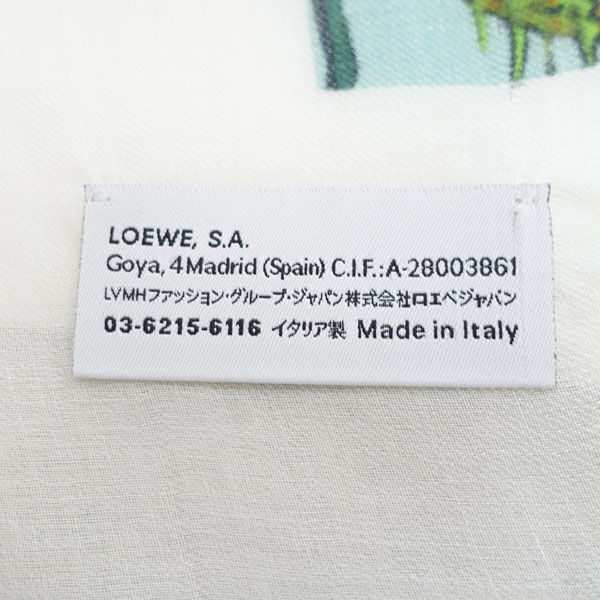 LOEWE, S.A.
Goya, 4 Madrid (Spain) C.I.F.:A-28003861
LVMHファッション・グループ・ジャパン株式会社ロエベジャパン
03-6215-6116 イタリア製 Made in Italy